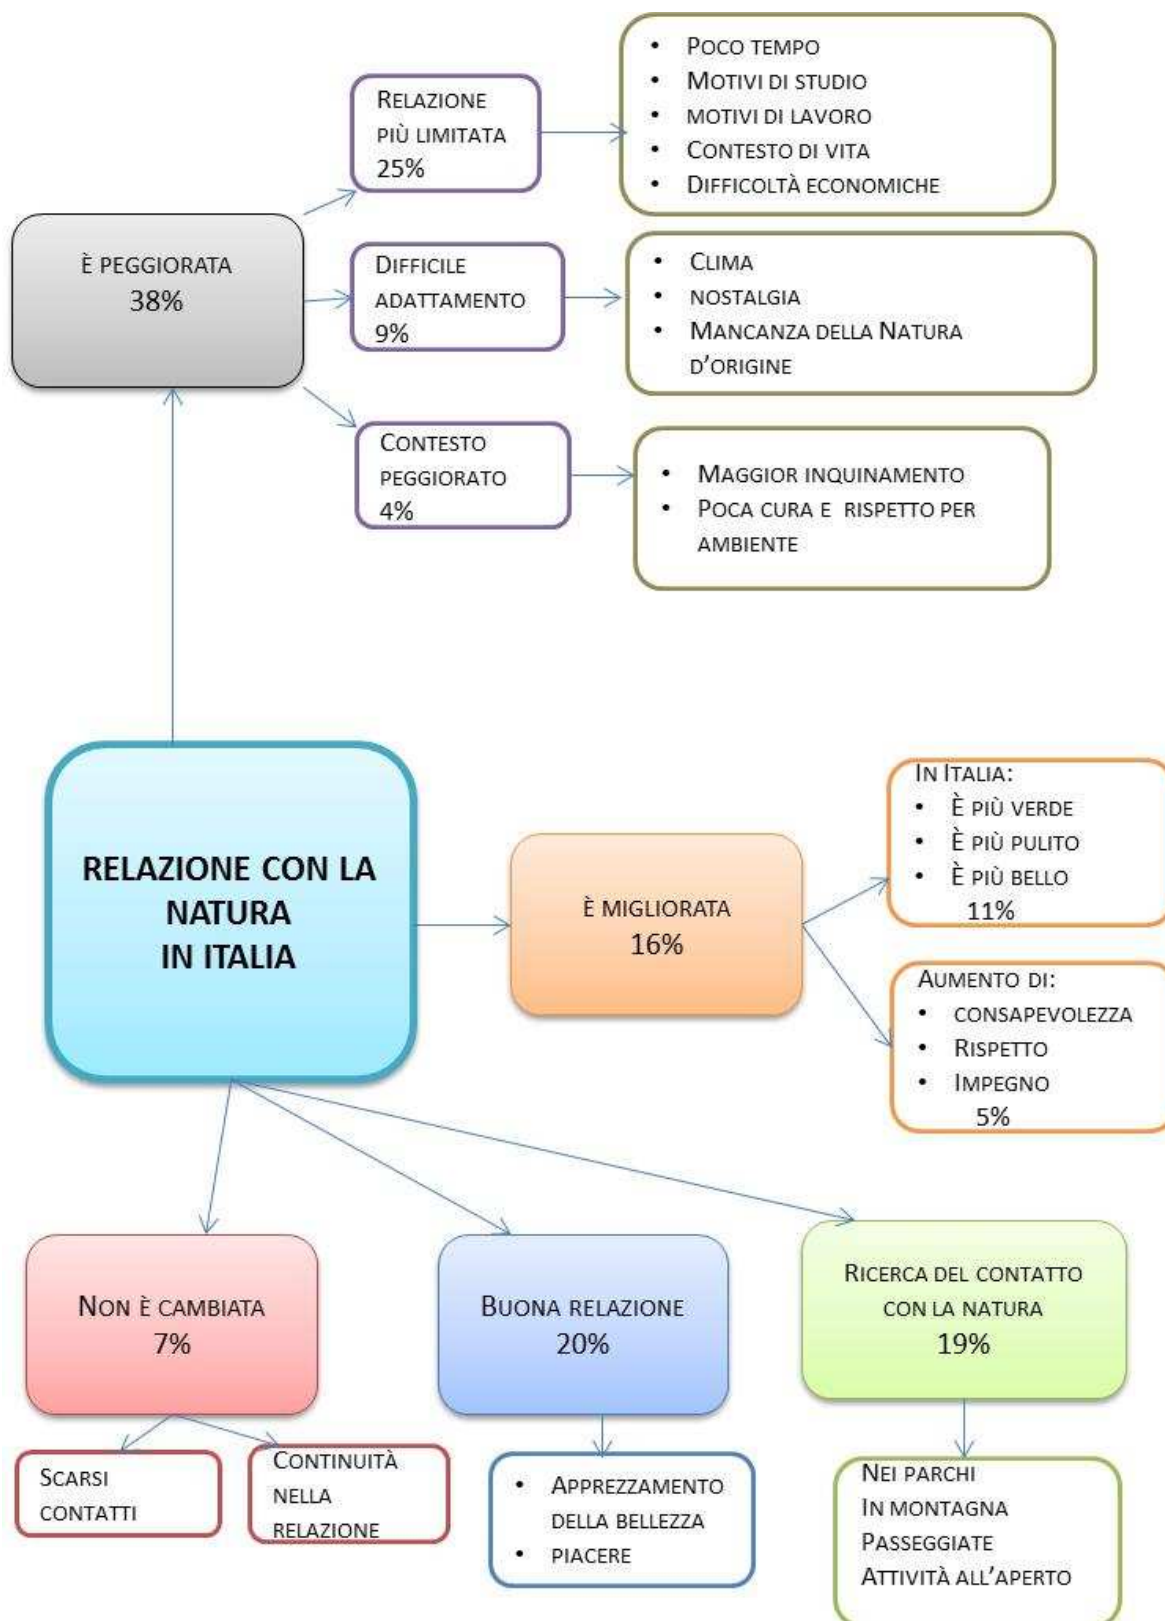 • Poco tempo
• Motivi di studio
• motivi di lavoro
• Contesto di vita
• Difficoltà economiche
Relazione
più limitata
25%
È peggiorata
38%
Difficile
adattamento
9%
• Clima
• nostalgia
• Mancanza della Natura
d'origine
Contesto
peggiorato
4%
• Maggior inquinamento
• Poca cura e rispetto per
ambiente
RELAZIONE CON LA
NATURA
IN ITALIA
È migliorata
16%
In Italia:
• È più verde
• È più pulito
• È più bello
11%
Aumento di:
• consapevolezza
• Rispetto
• Impegno
5%
Non è cambiata
7%
Buona relazione
20%
Ricerca del contatto
con la natura
19%
Scarsi
contatti
Continuità
nella
relazione
• Apprezzamento
della bellezza
• piacere
Nei parchi
In montagna
Passeggiate
Attività all'aperto